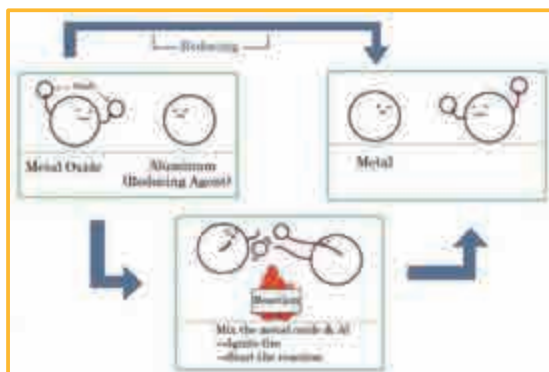 Reducing
Metal Oxide
Aluminum
(Reducing Agent)
Metal
Reaction
Mix the metal oxide & Al
→Ignite fire
→Start the reaction